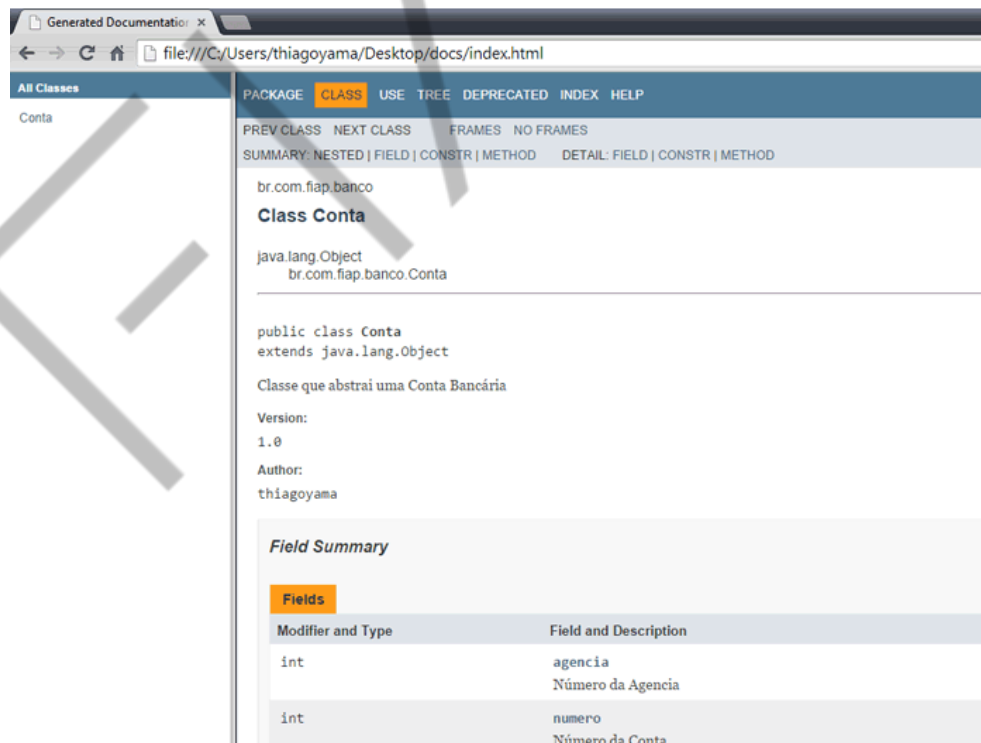 Generated Documentation
file:///C:/Users/thiagoyama/Desktop/docs/index.html
All Classes
Conta
PACKAGE CLASS USE TREE DEPRECATED INDEX HELP
PREV CLASS NEXT CLASS FRAMES NO FRAMES
SUMMARY: NESTED | FIELD | CONSTR | METHOD DETAIL: FIELD | CONSTR | METHOD
br.com.fiap.banco
Class Conta
java.lang.Object
br.com.fiap.banco.Conta
public class Conta
extends java.lang.Object
Classe que abstrai uma Conta Bancária
Version:
1.0
Author:
thiagoyama
Field Summary
Fields
Modifier and Type Field and Description
int agencia
Número da Agencia
int numero
Número da Conta